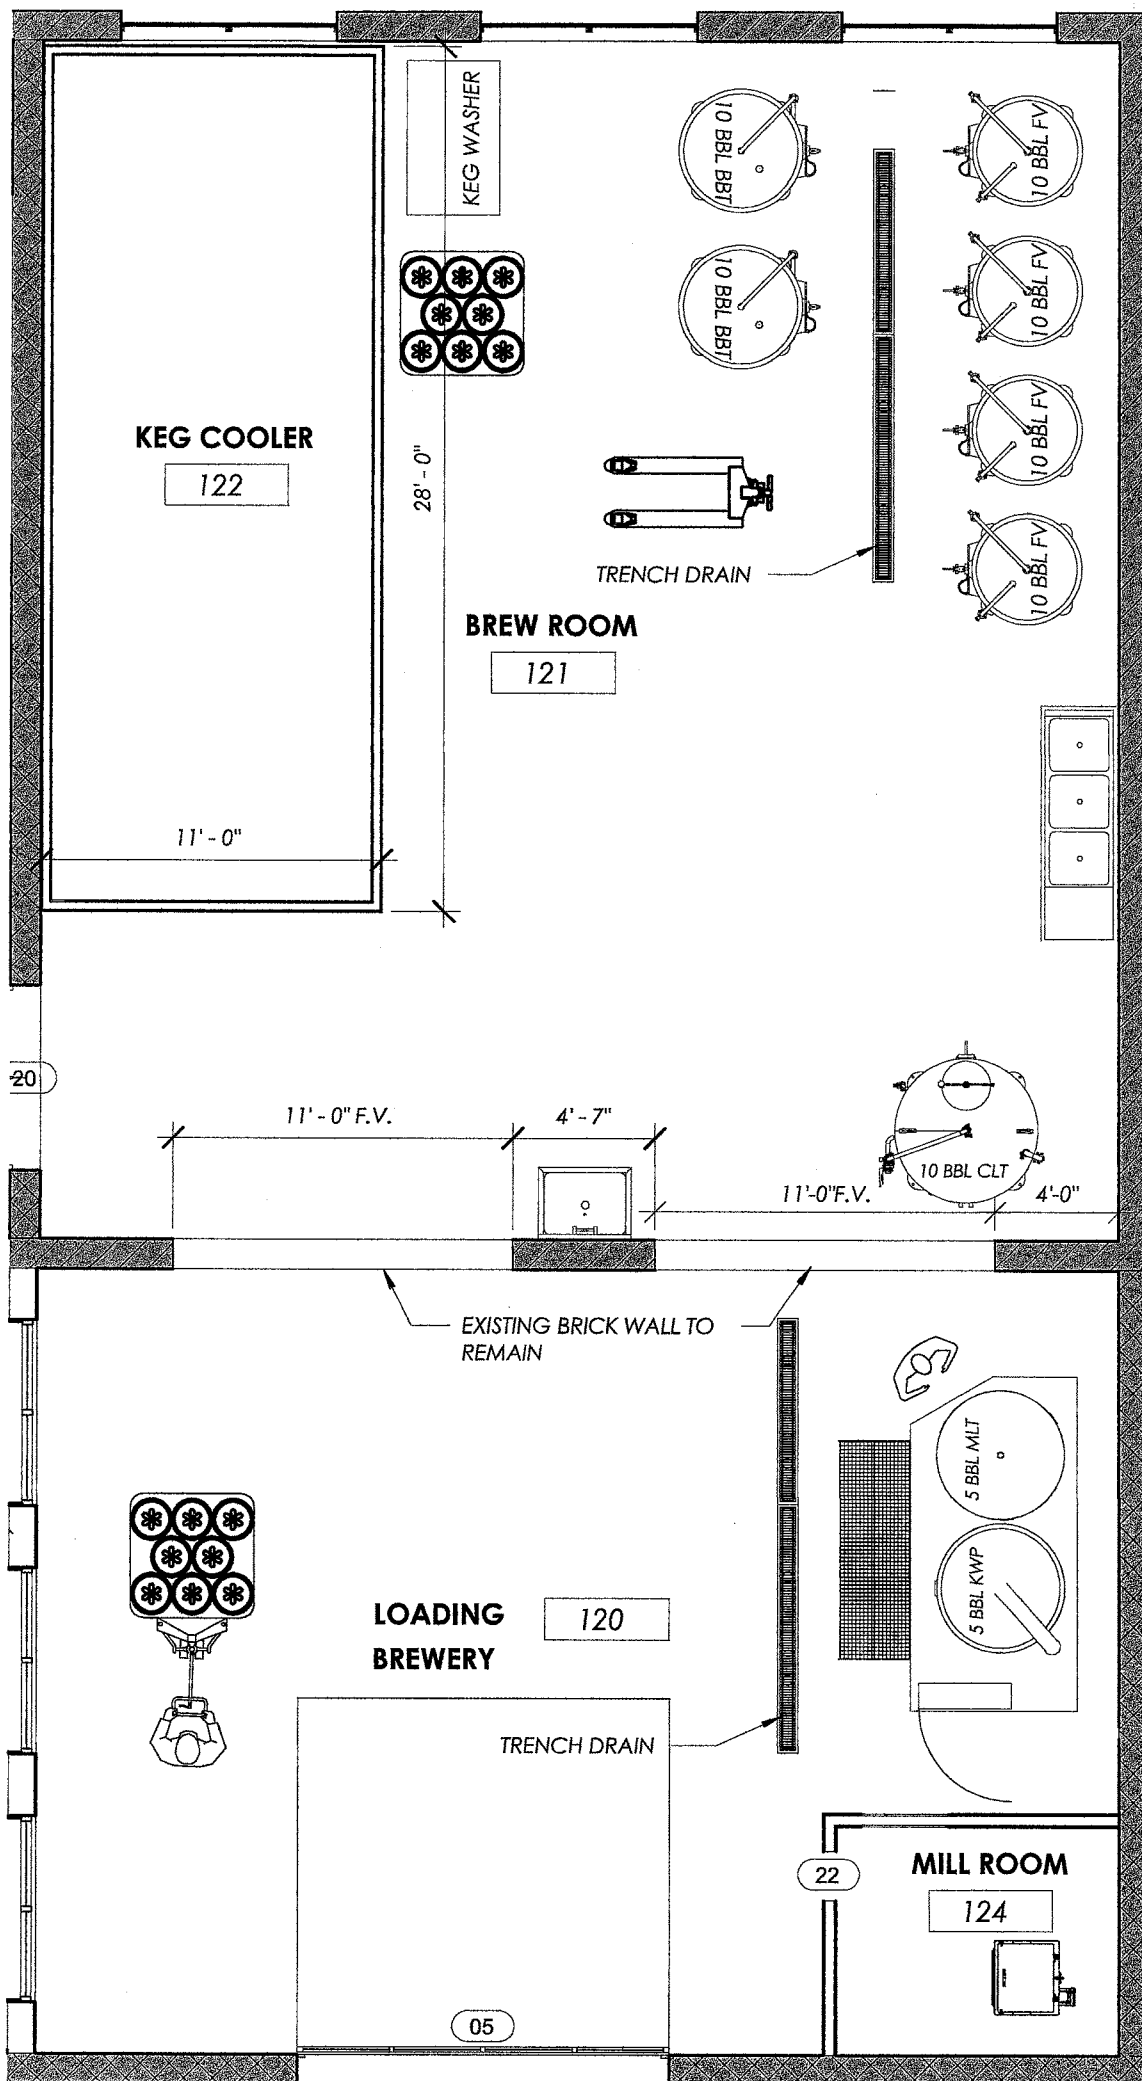 KEG WASHER
10 BBL BBT
10 BBL FV
10 BBL BBT
10 BBL FV
KEG COOLER
122
28' - 0"
10 BBL FV
TRENCH DRAIN
10 BBL FV
BREW ROOM
121
11' - 0"
20
11' - 0" F.V.
4' - 7"
10 BBL CLT
11'-0"F.V.
4'-0"
EXISTING BRICK WALL TO
REMAIN
5 BBL MLT
5 BBL KWP
LOADING
BREWERY
120
TRENCH DRAIN
22
MILL ROOM
124
05